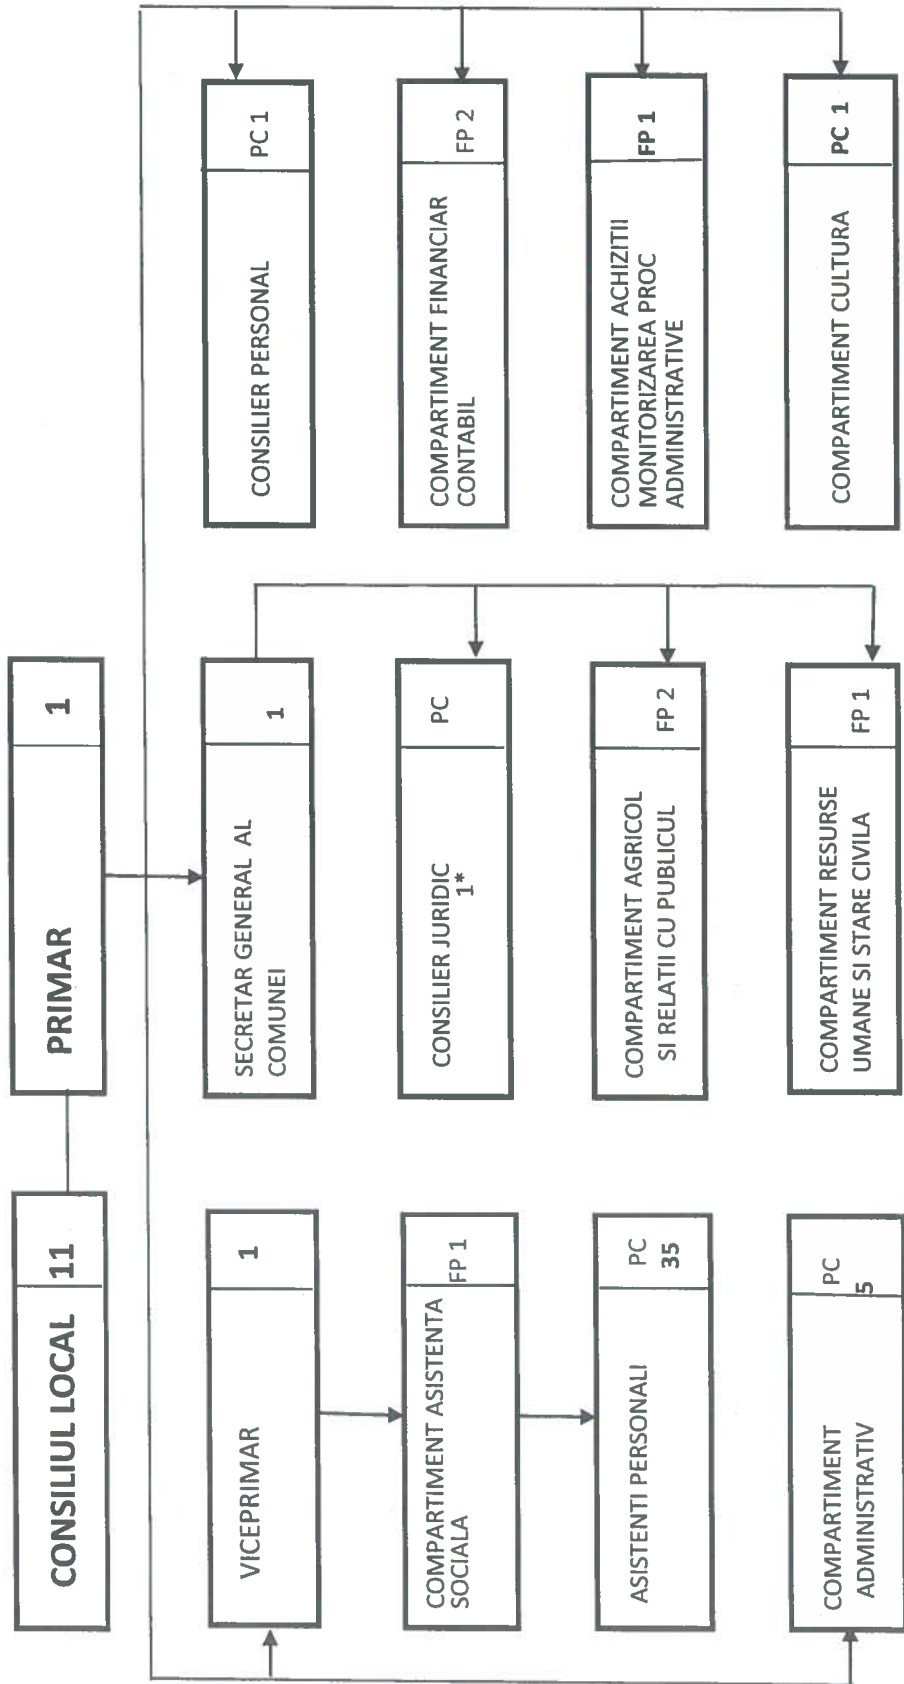 CONSILIUL LOCAL
11
PRIMAR
1
VICEPRIMAR
1
SECRETAR GENERAL AL
COMUNEI
1
CONSILIER PERSONAL
PC 1
COMPARTIMENT ASISTENTA
SOCIALA
FP 1
CONSILIER JURIDIC
1*
PC
COMPARTIMENT FINANCIAR
CONTABIL
FP 2
ASISTENTI PERSONALI
PC
35
COMPARTIMENT AGRICOL
SI RELATII CU PUBLICUL
FP 2
COMPARTIMENT ACHIZITII
MONITORIZAREA PROC
ADMINISTRATIVE
FP 1
COMPARTIMENT
ADMINISTRATIV
PC
5
COMPARTIMENT RESURSE
UMANE SI STARE CIVILA
FP 1
COMPARTIMENT CULTURA
PC 1